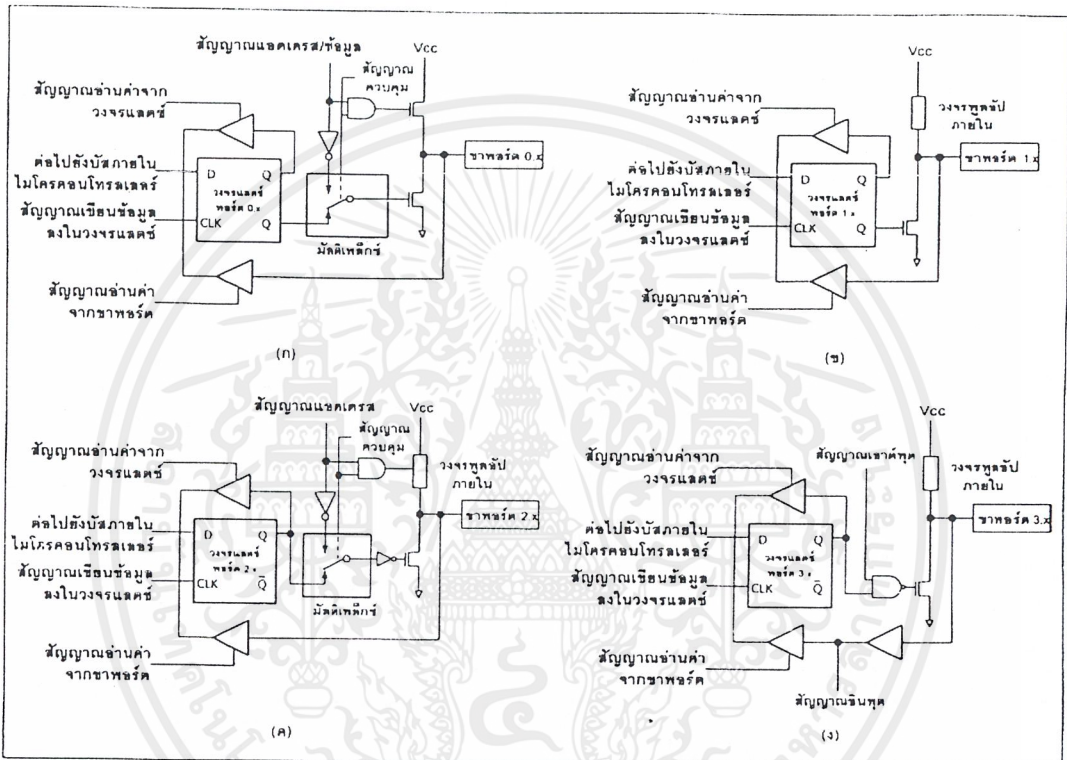 สัญญาณแอดเดรส/ข้อมูล
Vcc
สัญญาณ
ควบคุม
สัญญาณอ่านค่าจาก
วงจรแลตช์
ต่อไปยังบัสภายใน
ไมโครคอนโทรลเลอร์
สัญญาณเขียนข้อมูล
ลงในวงจรแลตช์
D
Q
วงจรแลตช์
พอร์ต 0.x
CLK
Q
มัลติเพล็กซ์
ขาพอร์ต 0.x
สัญญาณอ่านค่า
จากขาพอร์ต
(ก)
Vcc
สัญญาณอ่านค่าจาก
วงจรแลตช์
วงจรพูลอัป
ภายใน
ต่อไปยังบัสภายใน
ไมโครคอนโทรลเลอร์
สัญญาณเขียนข้อมูล
ลงในวงจรแลตช์
D
Q
วงจรแลตช์
พอร์ต 1.x
CLK
Q
ขาพอร์ต 1.x
สัญญาณอ่านค่า
จากขาพอร์ต
(ข)
สัญญาณแอดเดรส
Vcc
สัญญาณ
ควบคุม
สัญญาณอ่านค่าจาก
วงจรแลตช์
วงจรพูลอัป
ภายใน
ต่อไปยังบัสภายใน
ไมโครคอนโทรลเลอร์
สัญญาณเขียนข้อมูล
ลงในวงจรแลตช์
D
Q
วงจรแลตช์
พอร์ต 2.x
CLK
Q̅
มัลติเพล็กซ์
ขาพอร์ต 2.x
สัญญาณอ่านค่า
จากขาพอร์ต
(ค)
Vcc
สัญญาณอ่านค่าจาก
วงจรแลตช์
สัญญาณเอาต์พุต
วงจรพูลอัป
ภายใน
ต่อไปยังบัสภายใน
ไมโครคอนโทรลเลอร์
สัญญาณเขียนข้อมูล
ลงในวงจรแลตช์
D
Q
วงจรแลตช์
พอร์ต 3.x
CLK
Q̅
ขาพอร์ต 3.x
สัญญาณอ่านค่า
จากขาพอร์ต
สัญญาณอินพุต
(ง)